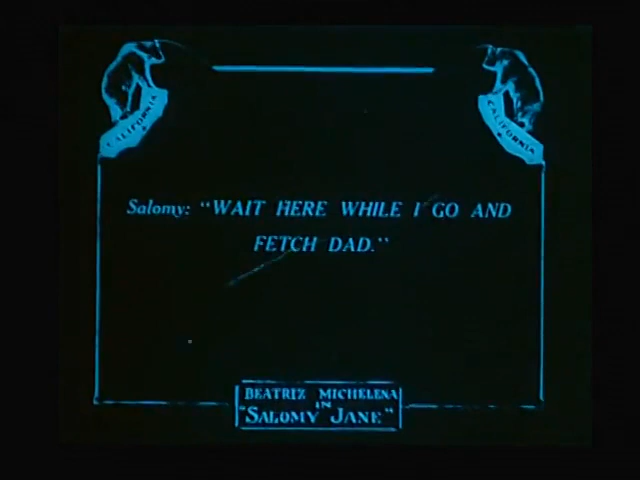 CALIFORNIA
CALIFORNIA
Salomy: "WAIT HERE WHILE I GO AND
FETCH DAD."
BEATRIZ MICHELENA
IN
"SALOMY JANE"